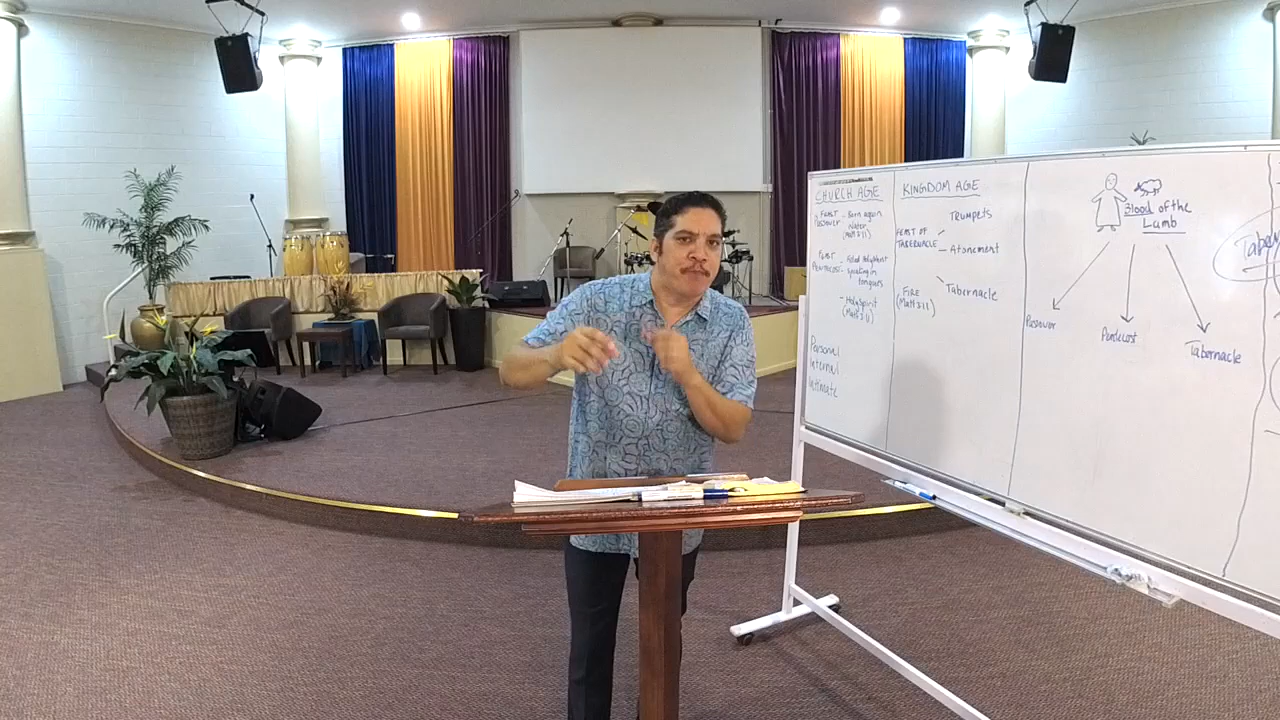 CHURCH AGE
FEAST
PASSOVER
- Born again
Water
(Matt 3:11)
FEAST
PENTECOST
- Filled Holy Spirit
Speaking in
tongues
- Holy Spirit
(Matt 3:11)
Personal
Internal
Intimate
KINGDOM AGE
FEAST OF
TABERNACLE
TRUMPETS
- Atonement
Tabernacle
(FIRE
(Matt 3:11)
Blood of the
Lamb
Passover
Pentecost
Tabernacle